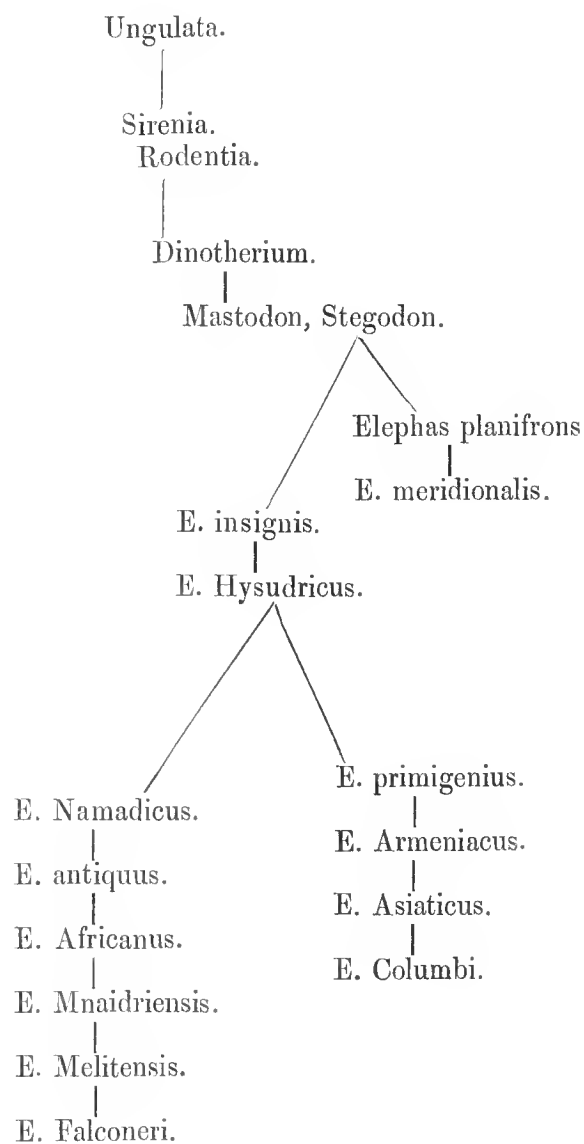 Ungulata.
Sirenia.
Rodentia.
Dinotherium.
Mastodon, Stegodon.
Elephas planifrons
E. meridionalis.
E. insignis.
E. Hysudricus.
E. Namadicus.
E. antiquus.
E. Africanus.
E. Mnaidriensis.
E. Melitensis.
E. Falconeri.
E. primigenius.
E. Armeniacus.
E. Asiaticus.
E. Columbi.